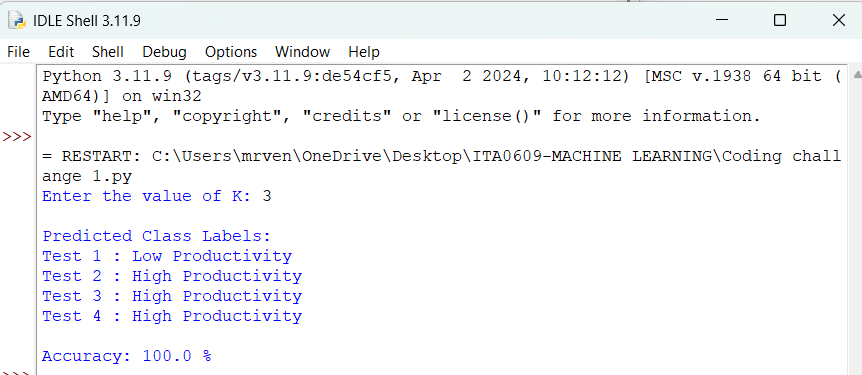 IDLE Shell 3.11.9
File Edit Shell Debug Options Window Help
Python 3.11.9 (tags/v3.11.9:de54cf5, Apr  2 2024, 10:12:12) [MSC v.1938 64 bit (
AMD64)] on win32
Type "help", "copyright", "credits" or "license()" for more information.
>>>
= RESTART: C:\Users\mrven\OneDrive\Desktop\ITA0609-MACHINE LEARNING\Coding chall
ange 1.py
Enter the value of K: 3
Predicted Class Labels:
Test 1 : Low Productivity
Test 2 : High Productivity
Test 3 : High Productivity
Test 4 : High Productivity
Accuracy: 100.0 %
>>>